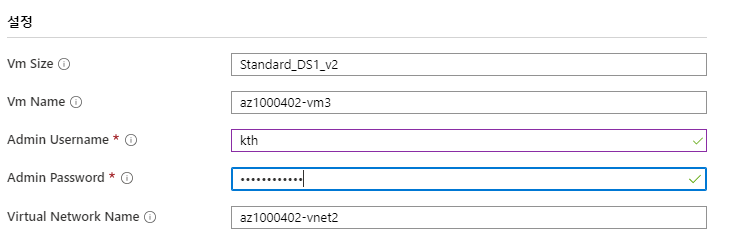 설정
Vm Size Standard_DS1_v2
Vm Name az1000402-vm3
Admin Username * kth
Admin Password * ••••••••••••
Virtual Network Name az1000402-vnet2